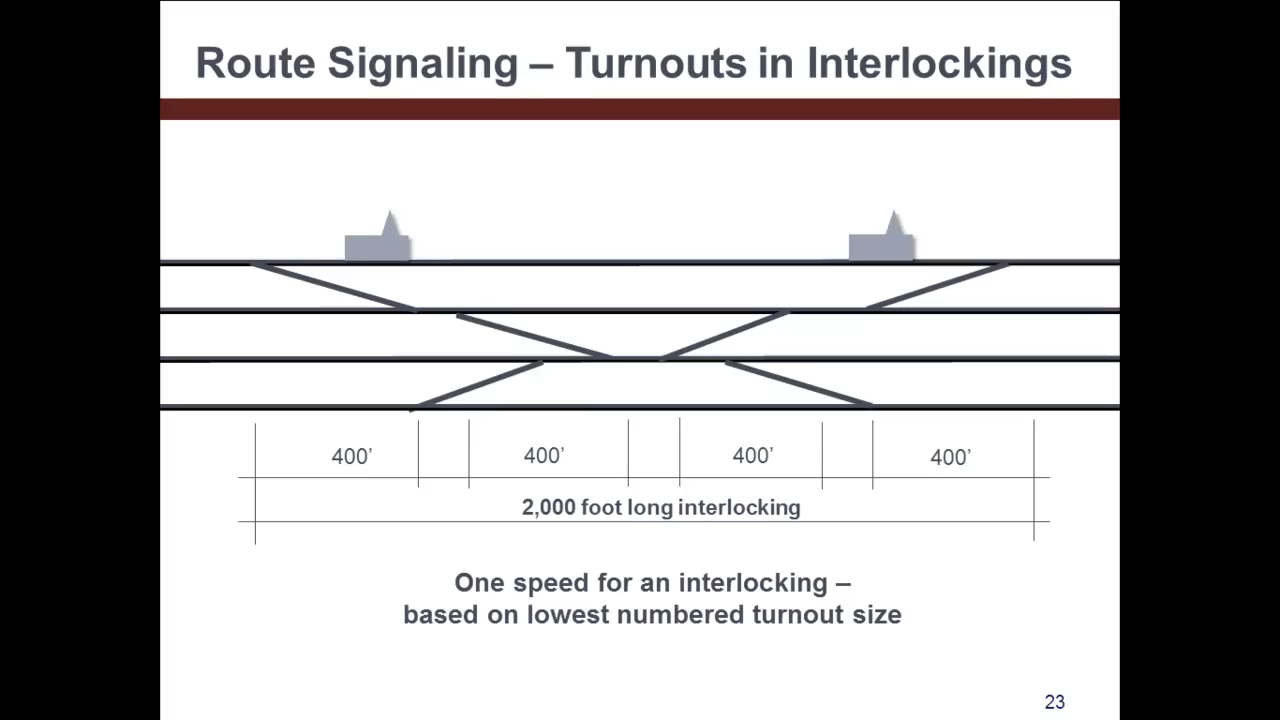 Route Signaling – Turnouts in Interlockings
400’
400’
400’
400’
2,000 foot long interlocking
One speed for an interlocking –
based on lowest numbered turnout size
23